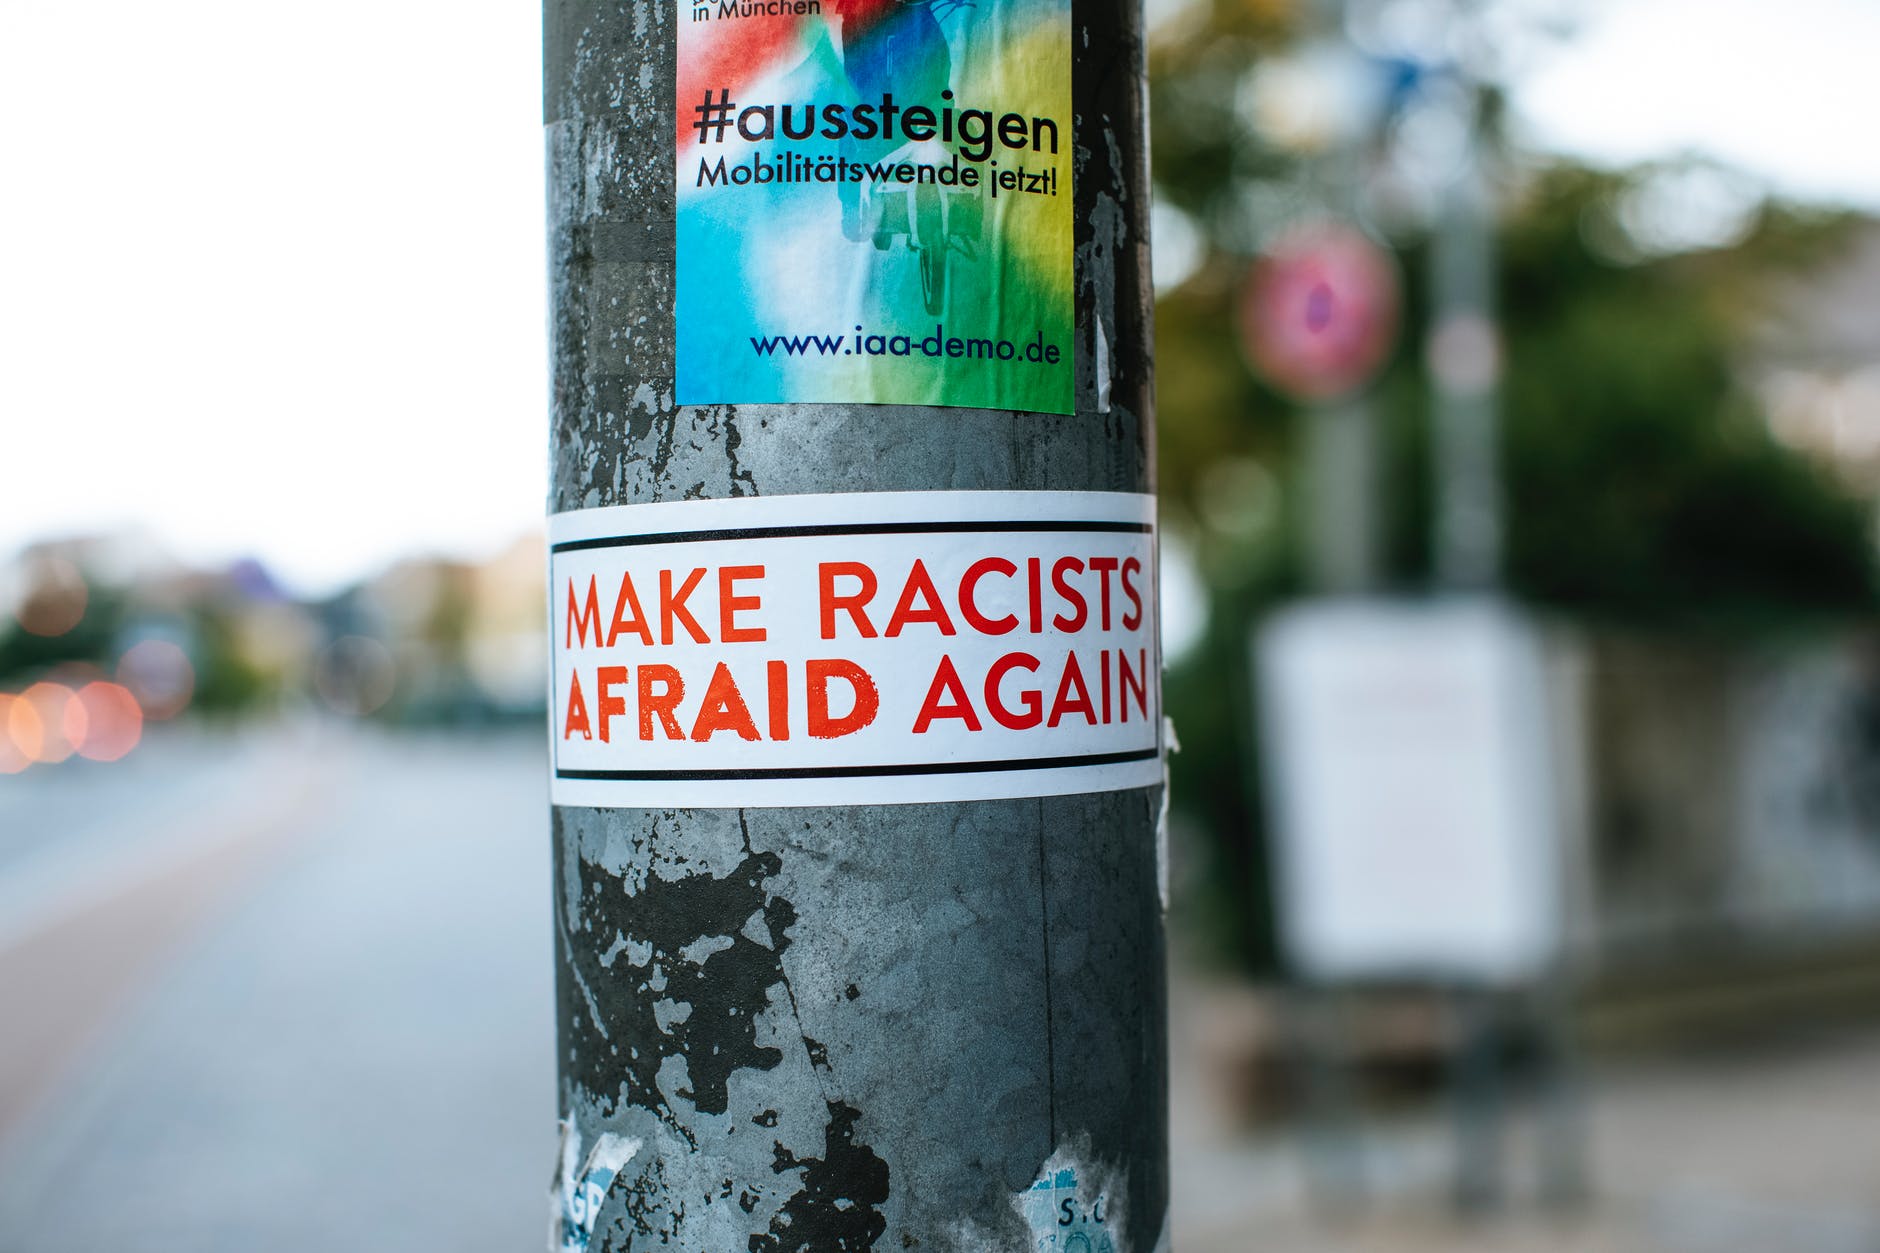 in München
#aussteigen
Mobilitätswende jetzt!
www.iaa-demo.de
MAKE RACISTS
AFRAID AGAIN